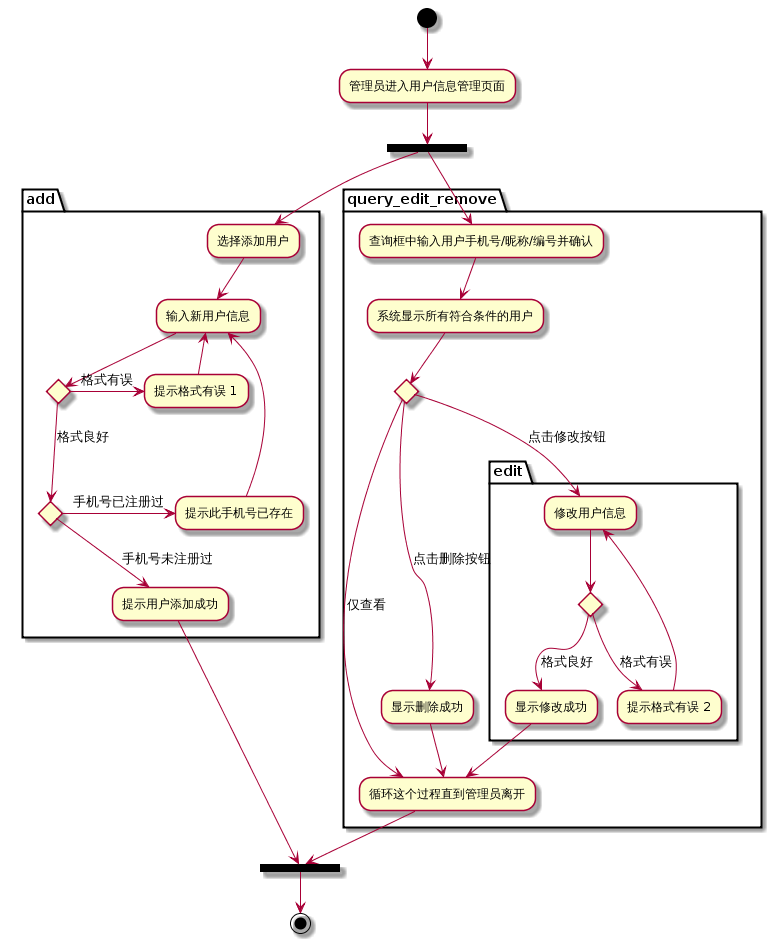 管理员进入用户信息管理页面
add
query_edit_remove
选择添加用户
查询框中输入用户手机号/昵称/编号并确认
输入新用户信息
系统显示所有符合条件的用户
格式有误
提示格式有误 1
格式良好
点击修改按钮
edit
手机号已注册过
提示此手机号已存在
修改用户信息
手机号未注册过
点击删除按钮
提示用户添加成功
仅查看
格式良好
格式有误
显示删除成功
显示修改成功
提示格式有误 2
循环这个过程直到管理员离开